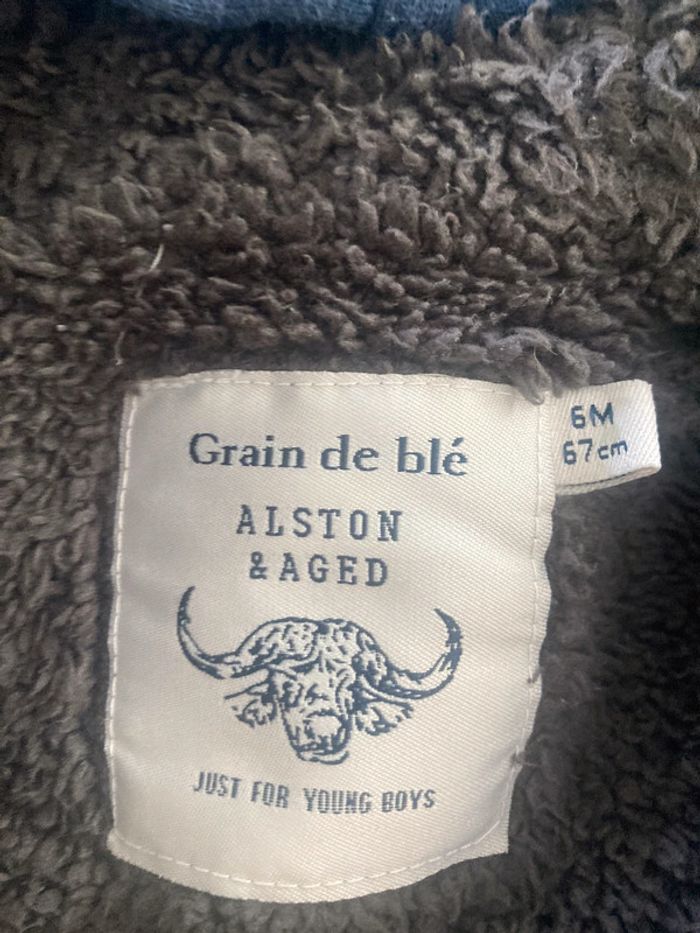 Grain de blé
ALSTON
& AGED
JUST FOR YOUNG BOYS
6M
67cm